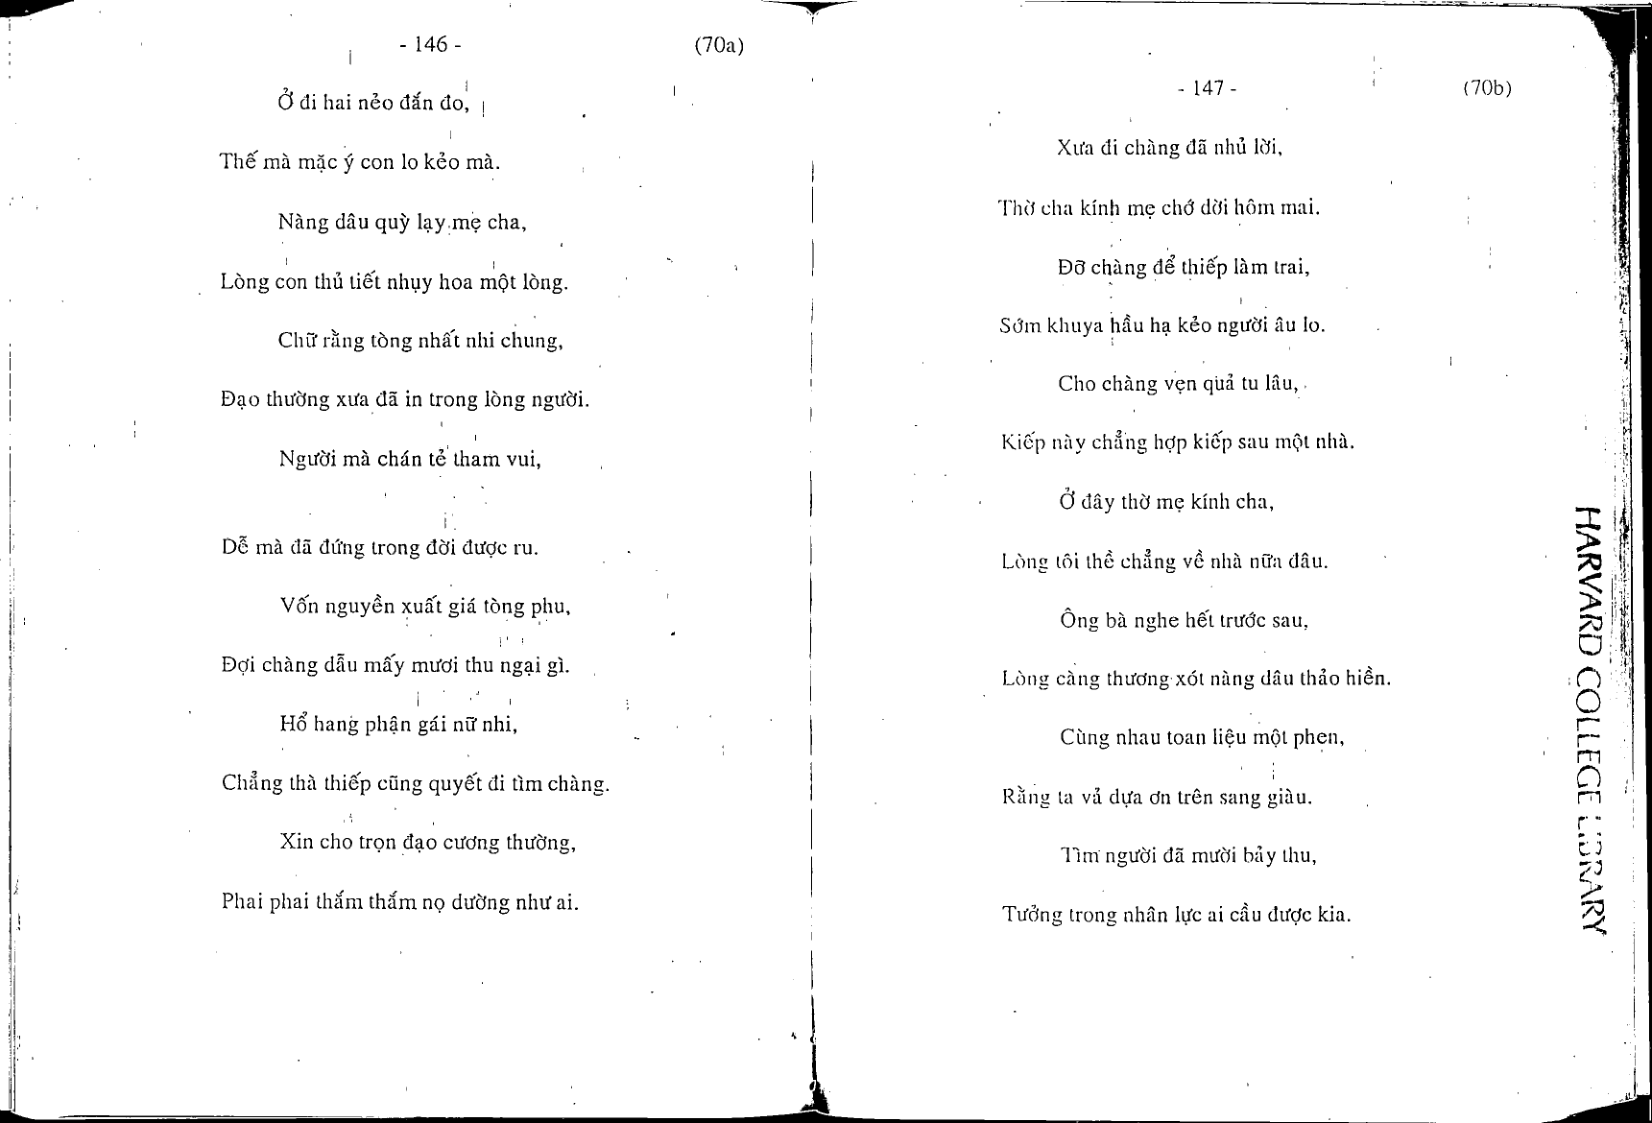 - 146 - (70a)
Ở đi hai nẻo đắn đo,
Thế mà mặc ý con lo kẻo mà.
Nàng dâu quỳ lạy mẹ cha,
Lòng con thủ tiết nhụy hoa một lòng.
Chữ rằng tòng nhất nhi chung,
Đạo thường xưa đã in trong lòng người.
Người mà chán tẻ tham vui,
Dễ mà đã đứng trong đời được ru.
Vốn nguyền xuất giá tòng phu,
Đợi chàng dẫu mấy mươi thu ngại gì.
Hổ hang phận gái nữ nhi,
Chẳng thà thiếp cũng quyết đi tìm chàng.
Xin cho trọn đạo cương thường,
Phai phai thắm thắm nọ dường như ai.
- 147 - (70b)
Xưa đi chàng đã nhủ lời,
Thờ cha kính mẹ chớ dời hôm mai.
Đỡ chàng để thiếp làm trai,
Sớm khuya hầu hạ kẻo người âu lo.
Cho chàng vẹn quả tu lâu,
Kiếp này chẳng hợp kiếp sau một nhà.
Ở đây thờ mẹ kính cha,
Lòng tôi thề chẳng về nhà nữa đâu.
Ông bà nghe hết trước sau,
Lòng càng thương xót nàng dâu thảo hiền.
Cùng nhau toan liệu một phen,
Rằng ta vả dựa ơn trên sang giàu.
Tìm người đã mười bảy thu,
Tưởng trong nhân lực ai cầu được kia.
HARVARD COLLEGE LIBRARY